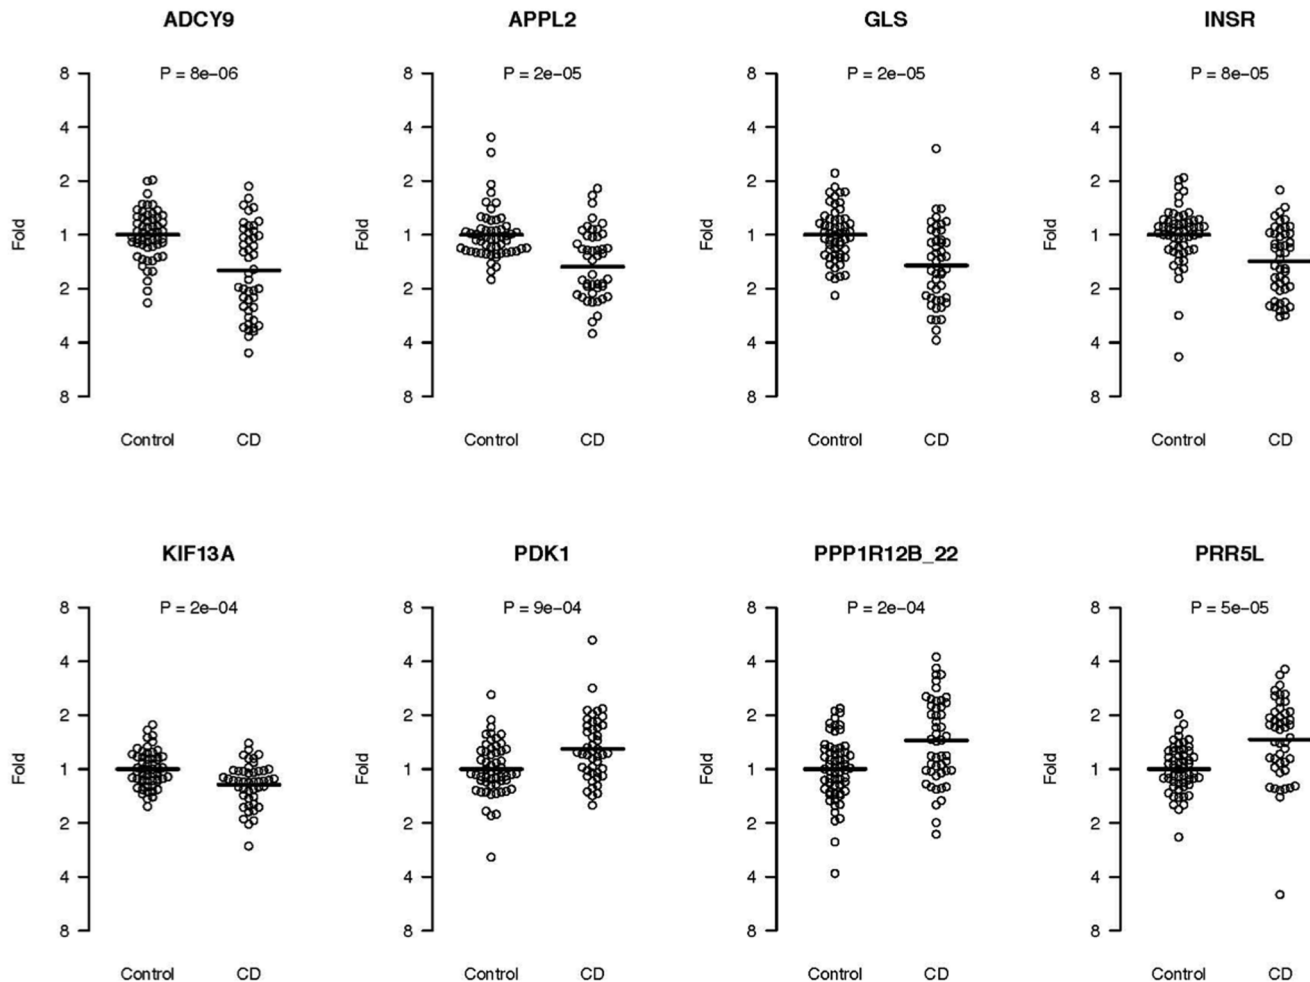 ADCY9 APPL2 GLS INSR
P = 8e−06 P = 2e−05 P = 2e−05 P = 8e−05
8 8 8 8
4 4 4 4
2 2 2 2
Fold 1 Fold 1 Fold 1 Fold 1
2 2 2 2
4 4 4 4
8 8 8 8
Control CD Control CD Control CD Control CD
KIF13A PDK1 PPP1R12B_22 PRR5L
P = 2e−04 P = 9e−04 P = 2e−04 P = 5e−05
8 8 8 8
4 4 4 4
2 2 2 2
Fold 1 Fold 1 Fold 1 Fold 1
2 2 2 2
4 4 4 4
8 8 8 8
Control CD Control CD Control CD Control CD